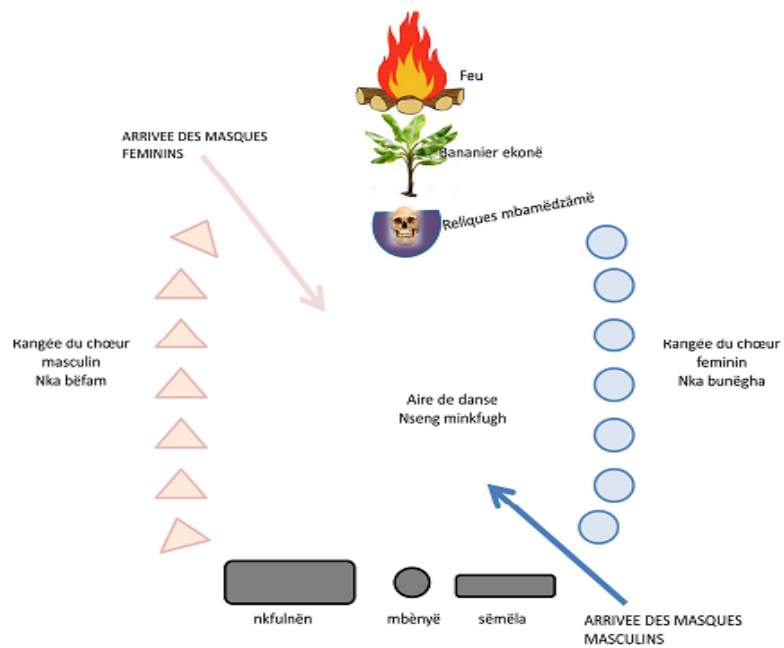 Feu
ARRIVEE DES MASQUES
FEMININS
Bananier ekonë
Reliques mbamëdzámë
Rangée du chœur
masculin
Nka bëfam
Rangée du chœur
feminin
Nka bunëgha
Aire de danse
Nseng minkfugh
nkfulnën
mbènyë
sëmëla
ARRIVEE DES MASQUES
MASCULINS